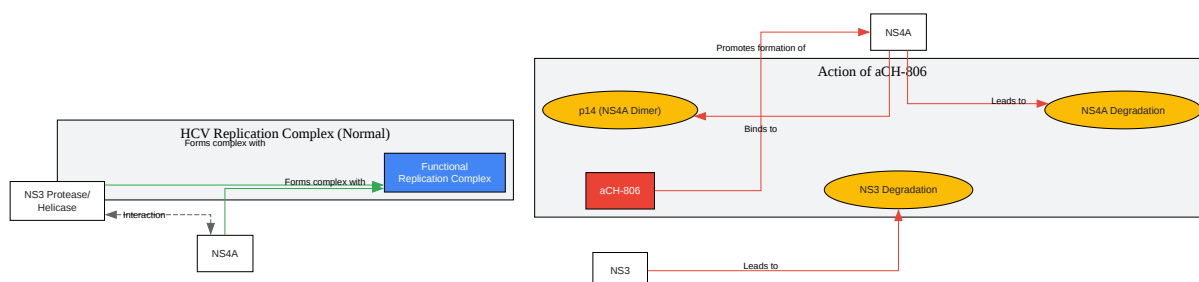 HCV Replication Complex (Normal)
Forms complex with
Functional
Replication Complex
Forms complex with
NS3 Protease/
Helicase
Interaction
NS4A
NS4A
Promotes formation of
Action of aCH-806
p14 (NS4A Dimer)
Leads to
NS4A Degradation
Binds to
aCH-806
NS3 Degradation
NS3
Leads to